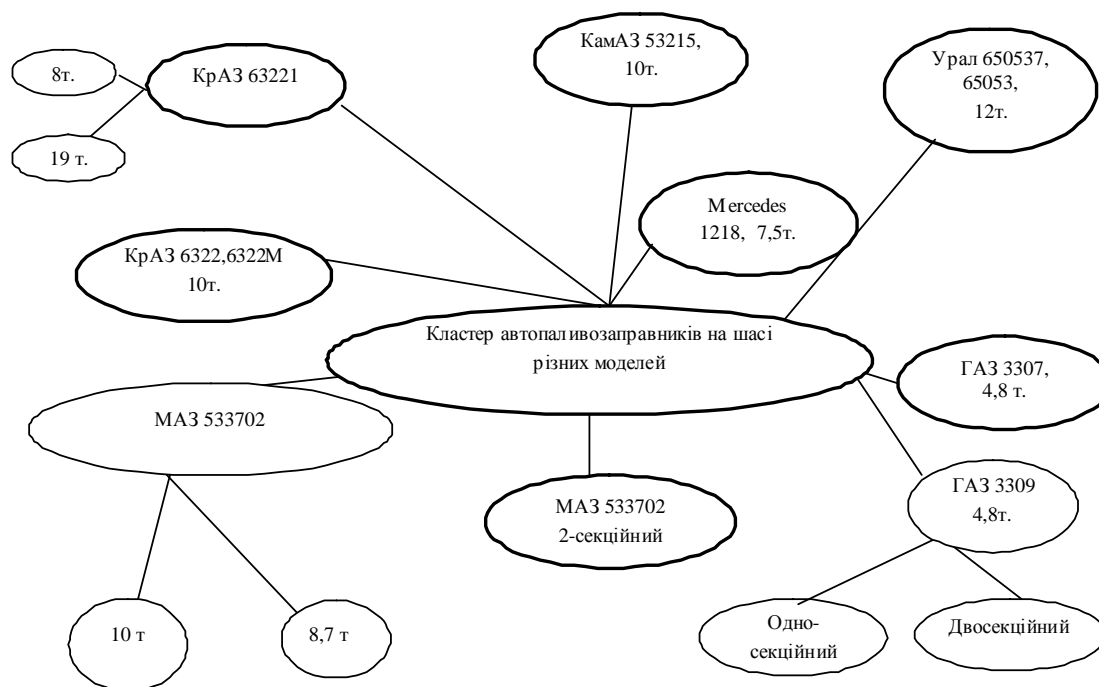 КамАЗ 53215,
10т.
Урал 650537,
65053,
12т.
КрАЗ 63221
8т.
19 т.
Mercedes
1218, 7,5т.
КрАЗ 6322,6322М
10т.
Кластер автопаливозаправників на шасі
різних моделей
ГАЗ 3307,
4,8 т.
МАЗ 533702
ГАЗ 3309
4,8т.
МАЗ 533702
2-секційний
10 т
8,7 т
Одно-
секційний
Двосекційний